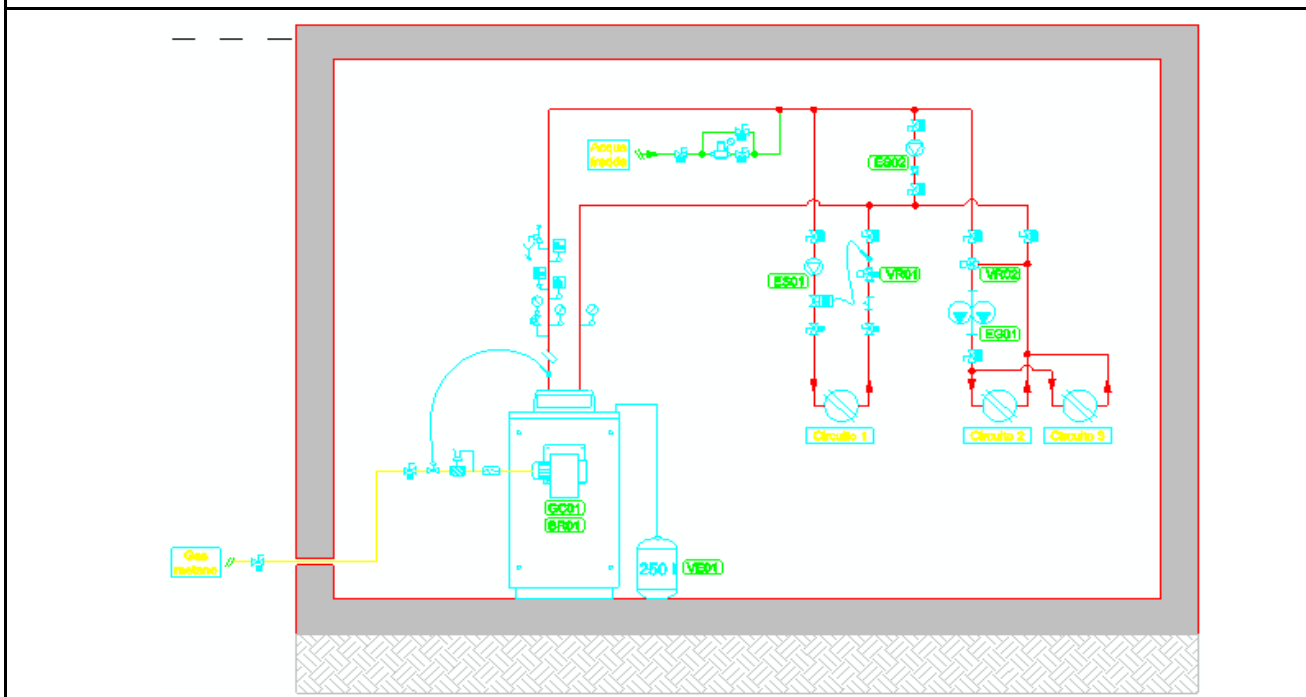 Acqua
fredda
ES02
ES01
VR01
VR02
EG01
Circuito 1
Circuito 2
Circuito 3
GC01
BR01
Gas
metano
250 l
VE01